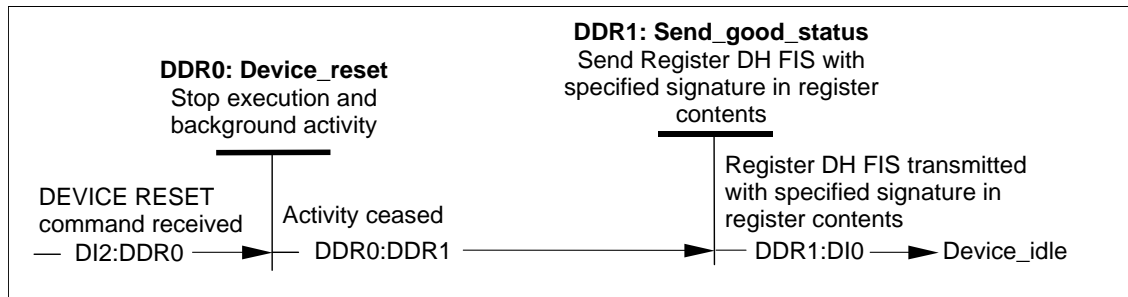 DDR0: Device_reset
Stop execution and
background activity
DDR1: Send_good_status
Send Register DH FIS with
specified signature in register
contents
DEVICE RESET
command received
DI2:DDR0
Activity ceased
DDR0:DDR1
Register DH FIS transmitted
with specified signature in
register contents
DDR1:DI0
Device_idle